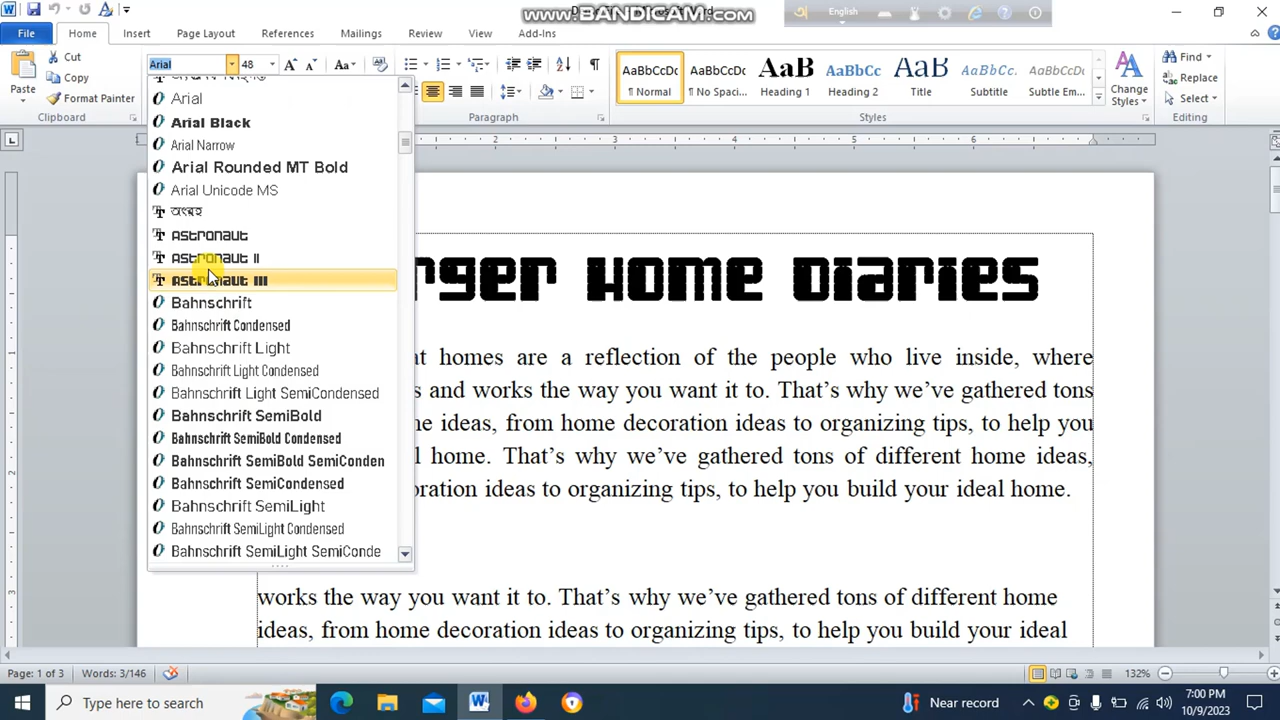 www.BANDICAM.com
English
File Home Insert Page Layout References Mailings Review View Add-Ins
Cut
Copy
Format Painter
Paste
Clipboard
Arial 48
Paragraph
AaBbCcDc AaBbCcDc AaBbC AaBbCc AaBbC AaBbCcL AaBbCcDc
¶ Normal ¶ No Spaci... Heading 1 Heading 2 Title Subtitle Subtle Em...
Styles
Change Styles
Find
Replace
Select
Editing
Arial
Arial Black
Arial Narrow
Arial Rounded MT Bold
Arial Unicode MS
Astronaut
Astronaut II
Astronaut III
Bahnschrift
Bahnschrift Condensed
Bahnschrift Light
Bahnschrift Light Condensed
Bahnschrift Light SemiCondensed
Bahnschrift SemiBold
Bahnschrift SemiBold Condensed
Bahnschrift SemiBold SemiConden
Bahnschrift SemiCondensed
Bahnschrift SemiLight
Bahnschrift SemiLight Condensed
Bahnschrift SemiLight SemiConde
2 3 4 5 6
rger Home Diaries
at homes are a reflection of the people who live inside, where
s and works the way you want it to. That’s why we’ve gathered tons
ne ideas, from home decoration ideas to organizing tips, to help you
l home. That’s why we’ve gathered tons of different home ideas,
oration ideas to organizing tips, to help you build your ideal home.
works the way you want it to. That’s why we’ve gathered tons of different home
ideas, from home decoration ideas to organizing tips, to help you build your ideal
Page: 1 of 3 Words: 3/146 132%
Type here to search
Near record
7:00 PM
10/9/2023